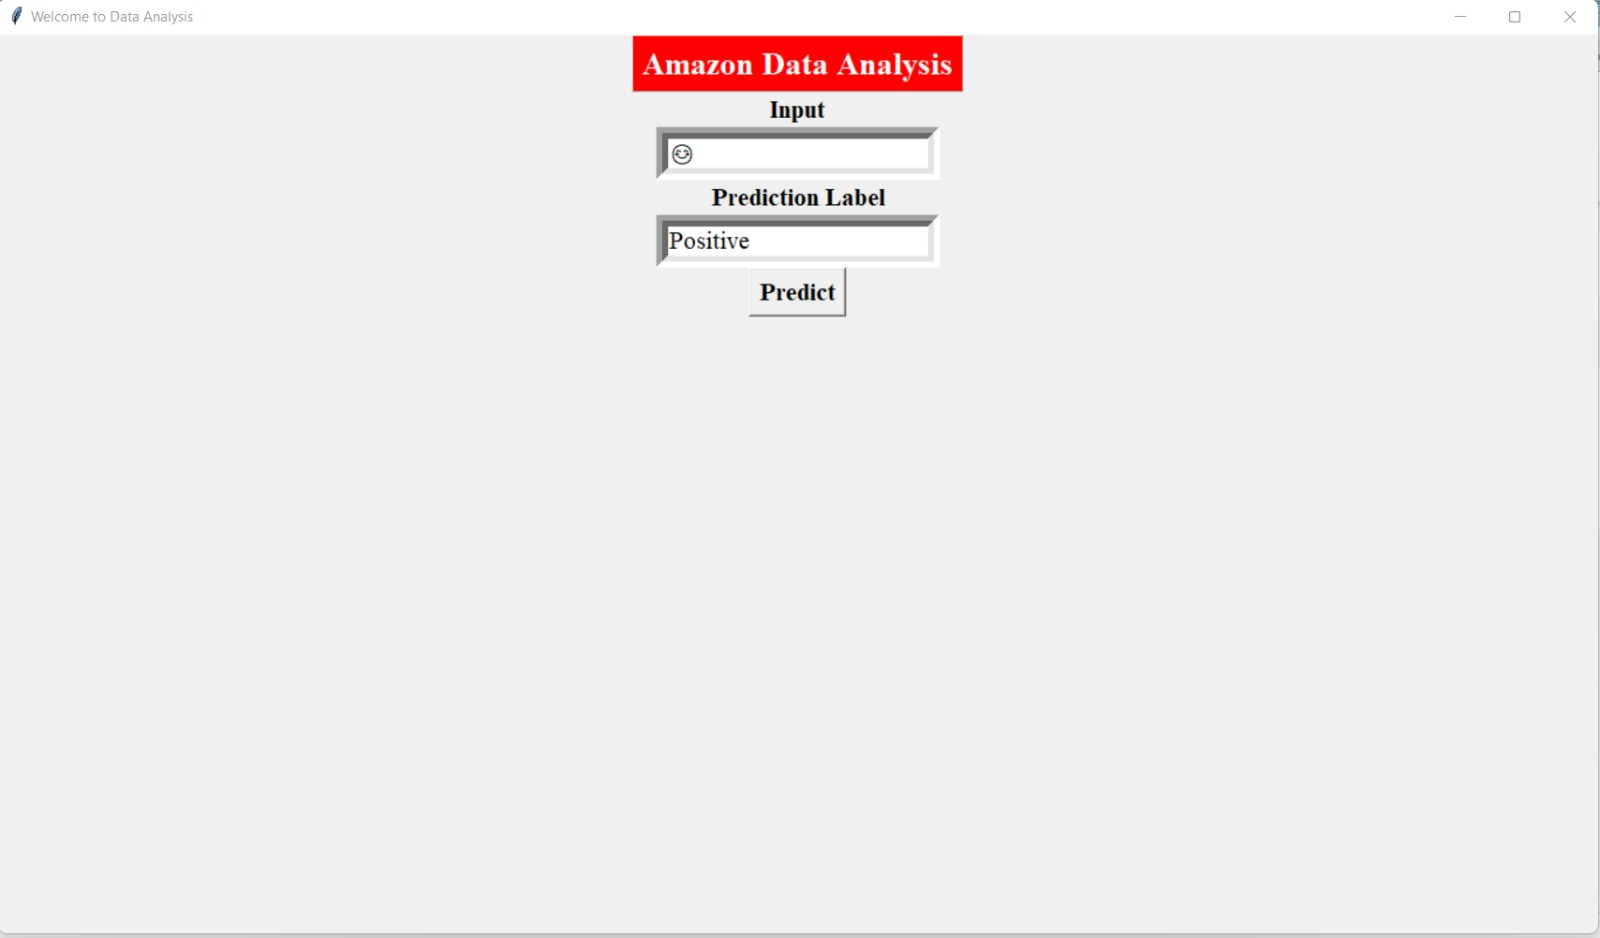 Welcome to Data Analysis
Amazon Data Analysis
Input
😊
Prediction Label
Positive
Predict